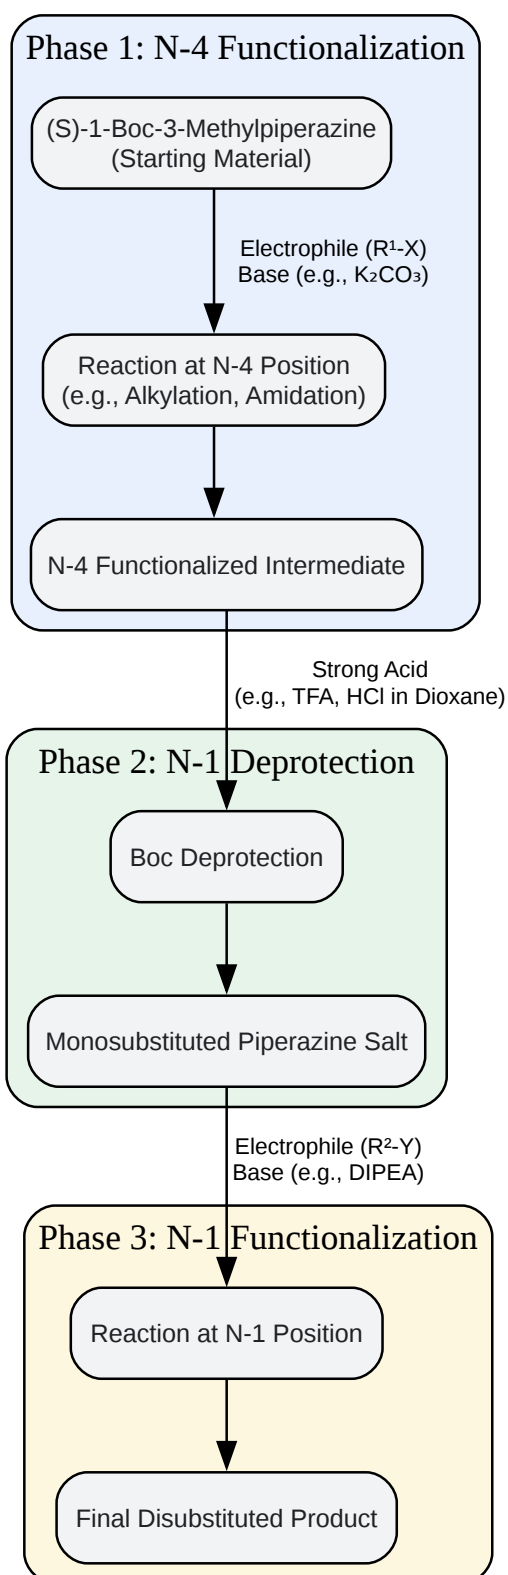 Phase 1: N-4 Functionalization
(S)-1-Boc-3-Methylpiperazine
(Starting Material)
Electrophile (R¹-X)
Base (e.g., K₂CO₃)
Reaction at N-4 Position
(e.g., Alkylation, Amidation)
N-4 Functionalized Intermediate
Strong Acid
(e.g., TFA, HCl in Dioxane)
Phase 2: N-1 Deprotection
Boc Deprotection
Monosubstituted Piperazine Salt
Electrophile (R²-Y)
Base (e.g., DIPEA)
Phase 3: N-1 Functionalization
Reaction at N-1 Position
Final Disubstituted Product